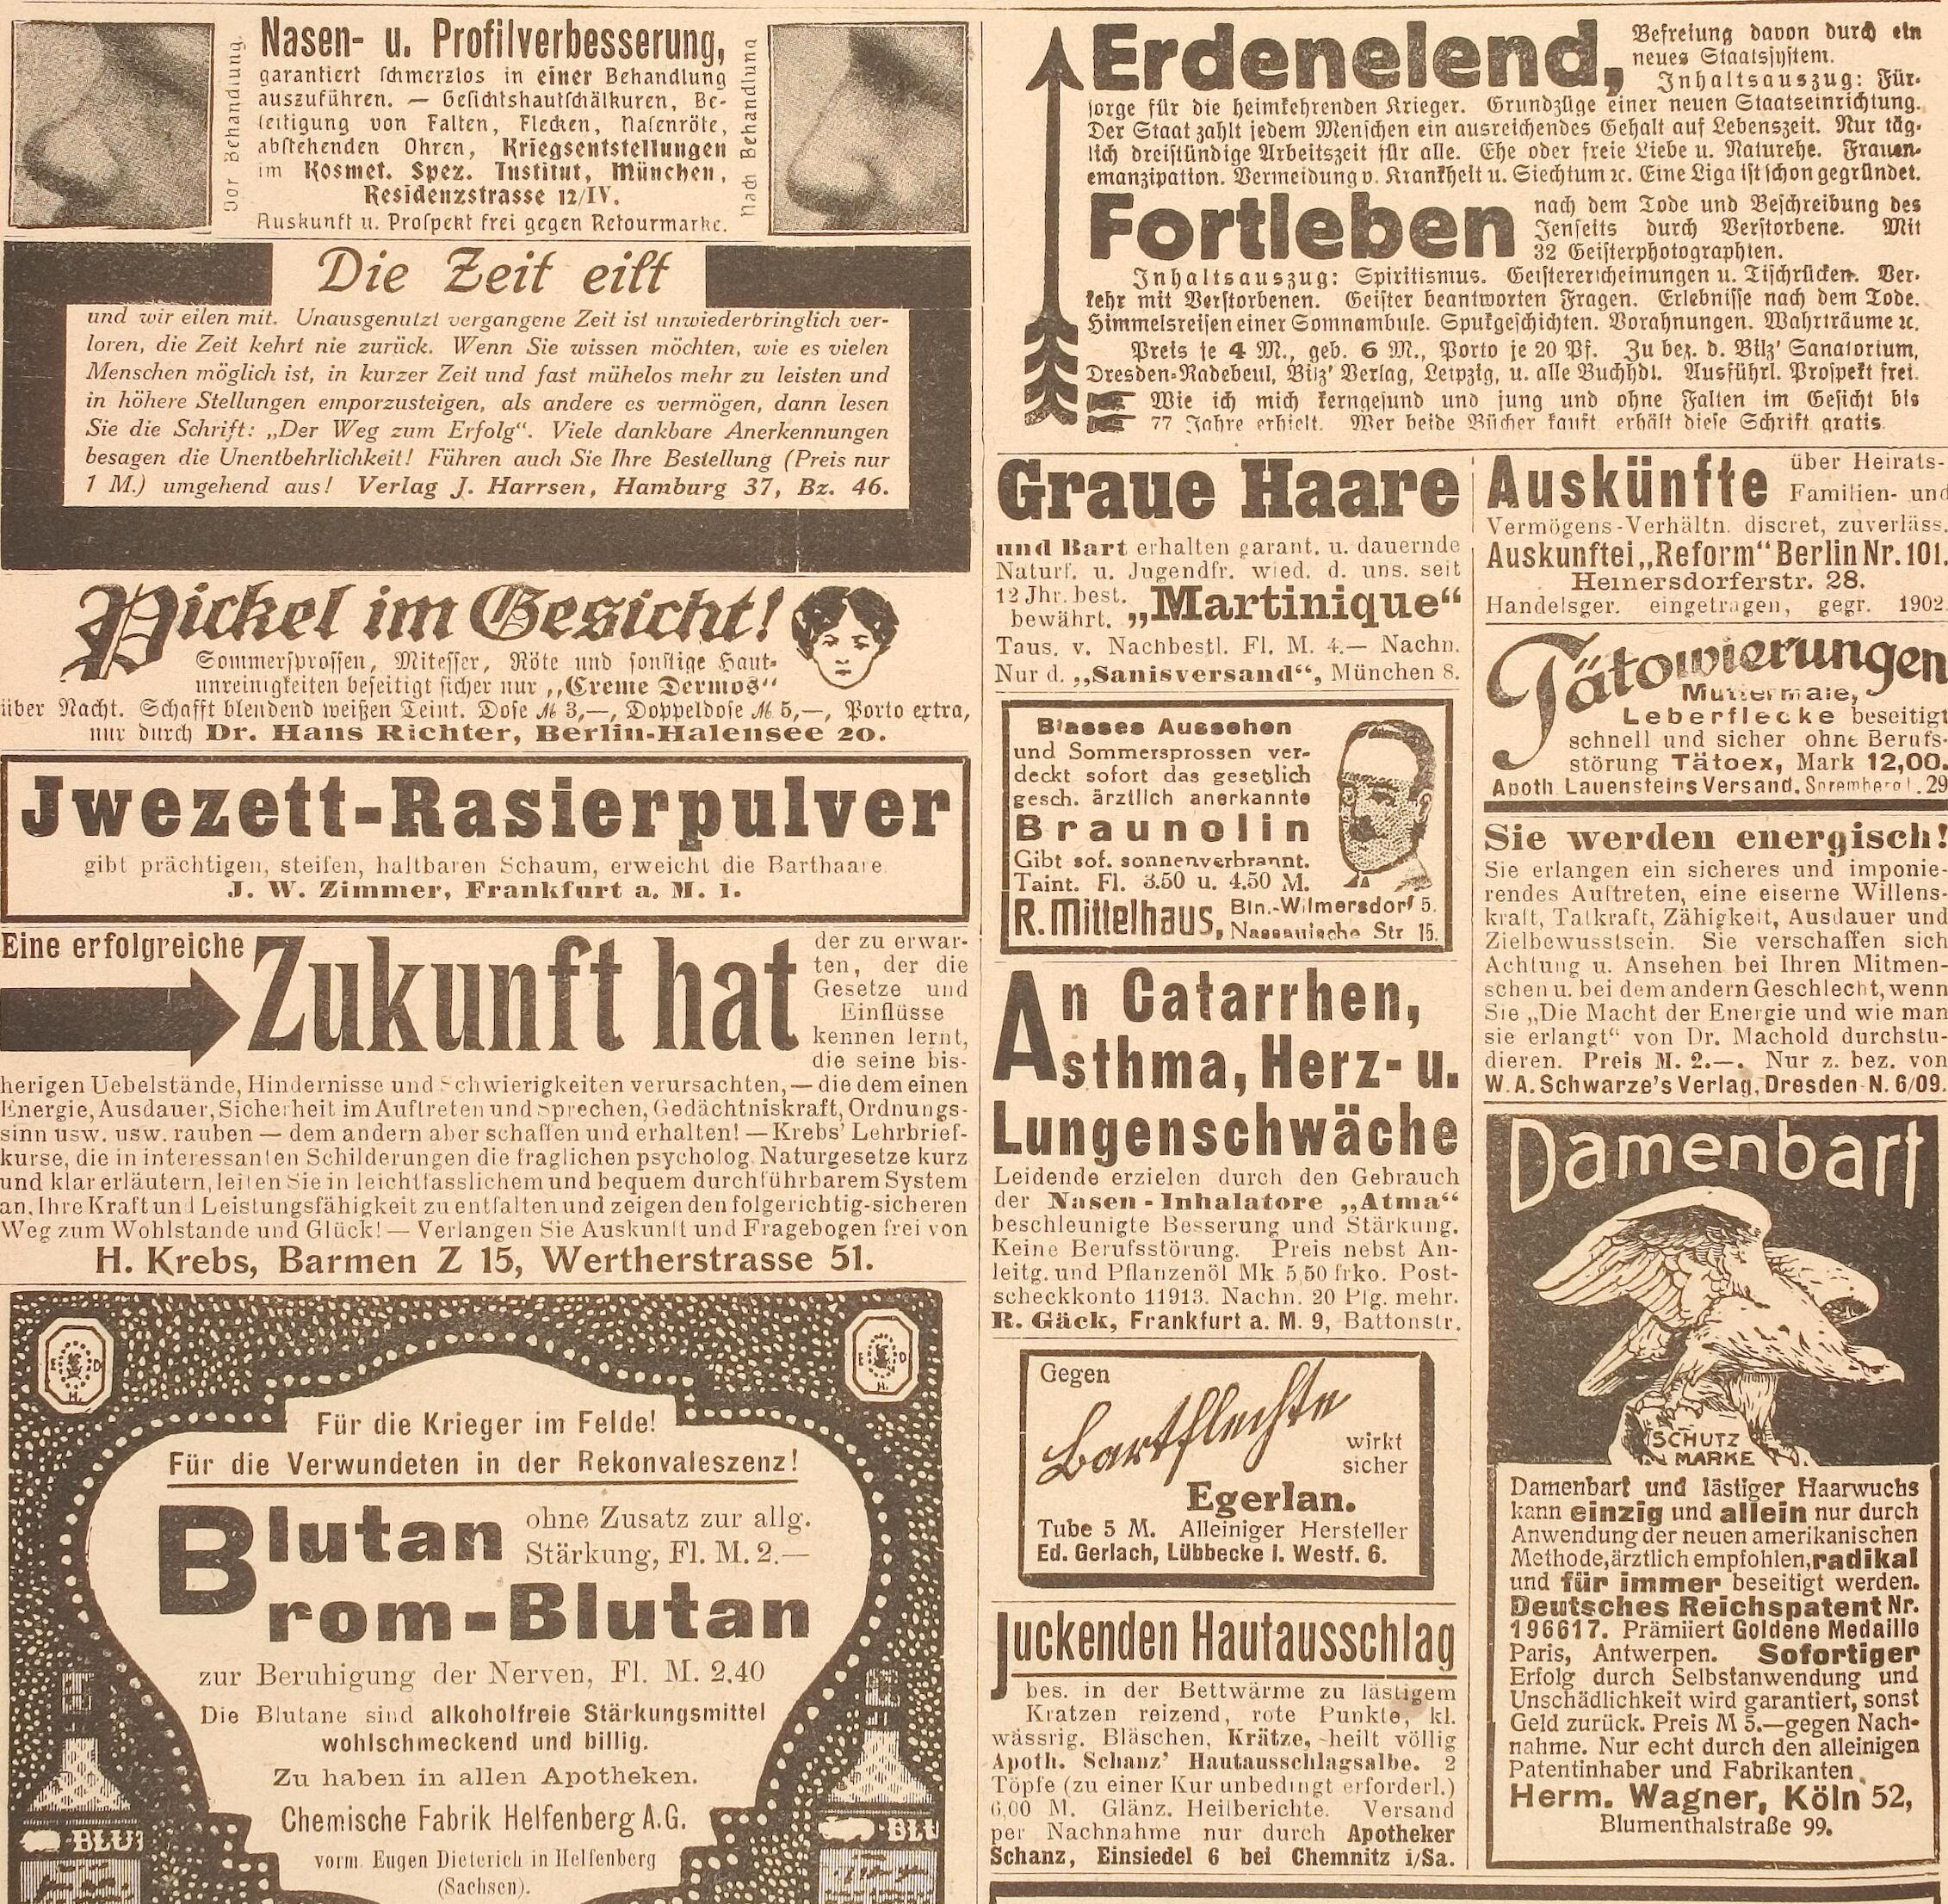 Vor Behandlung.
Nasen- u. Profilverbesserung,
garantiert schmerzlos in einer Behandlung
auszuführen. — Gesichtshautschälkuren, Be-
seitigung von Falten, Flecken, Nasenröte,
abstehenden Ohren, Kriegsentstellungen
im Kosmet. Spez. Institut, München,
Residenzstrasse 12/IV.
Auskunft u. Prospekt frei gegen Retourmarke.
Nach Behandlung
Die Zeit eilt
und wir eilen mit. Unausgenutzt vergangene Zeit ist unwiederbringlich ver-
loren, die Zeit kehrt nie zurück. Wenn Sie wissen möchten, wie es vielen
Menschen möglich ist, in kurzer Zeit und fast mühelos mehr zu leisten und
in höhere Stellungen emporzusteigen, als andere es vermögen, dann lesen
Sie die Schrift: „Der Weg zum Erfolg“. Viele dankbare Anerkennungen
besagen die Unentbehrlichkeit! Führen auch Sie Ihre Bestellung (Preis nur
1 M.) umgehend aus! Verlag J. Harrsen, Hamburg 37, Bz. 46.
Pickel im Gesicht!
Sommersprossen, Mitesser, Röte und sonstige Haut-
unreinigkeiten beseitigt sicher nur „Creme Dermos“
über Nacht. Schafft blendend weißen Teint. Dose ℳ 3,—, Doppeldose ℳ 5,—, Porto extra,
nur durch Dr. Hans Richter, Berlin-Halensee 20.
Jwezett-Rasierpulver
gibt prächtigen, steifen, haltbaren Schaum, erweicht die Barthaare
J. W. Zimmer, Frankfurt a. M. 1.
Eine erfolgreiche
Zukunft hat
der zu erwar-
ten, der die
Gesetze und
Einflüsse
kennen lernt,
die seine bis-
herigen Uebelstände, Hindernisse und Schwierigkeiten verursachten, — die dem einen
Energie, Ausdauer, Sicherheit im Auftreten und Sprechen, Gedächtniskraft, Ordnungs-
sinn usw. usw. rauben — dem andern aber schaffen und erhalten! — Krebs' Lehrbrief-
kurse, die in interessanten Schilderungen die fraglichen psycholog. Naturgesetze kurz
und klar erläutern, leiten Sie in leichtfasslichem und bequem durchführbarem System
an, Ihre Kraft und Leistungsfähigkeit zu entfalten und zeigen den folgerichtig-sicheren
Weg zum Wohlstande und Glück! — Verlangen Sie Auskunft und Fragebogen frei von
H. Krebs, Barmen Z 15, Wertherstrasse 51.
E D
H.
E D
H.
Für die Krieger im Felde!
Für die Verwundeten in der Rekonvaleszenz!
Blutan
ohne Zusatz zur allg.
Stärkung, Fl. M. 2.—
Brom-Blutan
zur Beruhigung der Nerven, Fl. M. 2,40
Die Blutane sind alkoholfreie Stärkungsmittel
wohlschmeckend und billig.
Zu haben in allen Apotheken.
Chemische Fabrik Helfenberg A.G.
vorm. Eugen Dieterich in Helfenberg
(Sachsen).
BLU
BLU
Erdenelend,
Befreiung davon durch ein
neues Staatssystem.
Inhaltsauszug: Für-
sorge für die heimkehrenden Krieger. Grundzüge einer neuen Staatseinrichtung.
Der Staat zahlt jedem Menschen ein ausreichendes Gehalt auf Lebenszeit. Nur täg-
lich dreistündige Arbeitszeit für alle. Ehe oder freie Liebe u. Naturehe. Frauen-
emanzipation. Vermeidung v. Krankheit u. Siechtum ꝛc. Eine Liga ist schon gegründet.
Fortleben
nach dem Tode und Beschreibung des
Jenseits durch Verstorbene. Mit
32 Geisterphotographien.
Inhaltsauszug: Spiritismus. Geistererscheinungen u. Tischrücken. Ver-
kehr mit Verstorbenen. Geister beantworten Fragen. Erlebnisse nach dem Tode.
Himmelsreisen einer Somnambule. Spukgeschichten. Vorahnungen. Wahrträume ꝛc.
Preis je 4 M., geb. 6 M., Porto je 20 Pf. Zu bez. d. Bilz' Sanatorium,
Dresden-Radebeul, Bilz' Verlag, Leipzig, u. alle Buchhdl. Ausführl. Prospekt frei.
Wie ich mich kerngesund und jung und ohne Falten im Gesicht bis
77 Jahre erhielt. Wer beide Bücher kauft erhält diese Schrift gratis.
Graue Haare
und Bart erhalten garant. u. dauernde
Naturf. u. Jugendfr. wied. d. uns. seit
12 Jhr. best.
bewährt. „Martinique“
Taus. v. Nachbestl. Fl. M. 4.— Nachn.
Nur d. „Sanisversand“, München 8.
Blasses Aussehen
und Sommersprossen ver-
deckt sofort das gesetzlich
gesch. ärztlich anerkannte
Braunolin
Gibt sof. sonnenverbrannt.
Taint. Fl. 3.50 u. 4.50 M.
R. Mittelhaus,
Bln.-Wilmersdorf 5.
Nassauische Str 15.
An Catarrhen,
Asthma, Herz- u.
Lungenschwäche
Leidende erzielen durch den Gebrauch
der Nasen-Inhalatore „Atma“
beschleunigte Besserung und Stärkung.
Keine Berufsstörung. Preis nebst An-
leitg. und Pflanzenöl Mk 5,50 frko. Post-
scheckkonto 11913. Nachn. 20 Pfg. mehr.
R. Gäck, Frankfurt a. M. 9, Battonstr.
Gegen
Bartflechte
wirkt
sicher
Egerlan.
Tube 5 M. Alleiniger Hersteller
Ed. Gerlach, Lübbecke i. Westf. 6.
Juckenden Hautausschlag
bes. in der Bettwärme zu lästigem
Kratzen reizend, rote Punkte, kl.
wässrig. Bläschen, Krätze, heilt völlig
Apoth. Schanz' Hautausschlagsalbe. 2
Töpfe (zu einer Kur unbedingt erforderl.)
6,00 M. Glänz. Heilberichte. Versand
per Nachnahme nur durch Apotheker
Schanz, Einsiedel 6 bei Chemnitz i/Sa.
Auskünfte
über Heirats-
Familien- und
Vermögens-Verhältn. discret, zuverläss.
Auskunftei „Reform“ Berlin Nr. 101.
Heinersdorferstr. 28.
Handelsger. eingetragen, gegr. 1902.
Tätowierungen
Muttermale,
Leberflecke beseitigt
schnell und sicher ohne Berufs-
störung Tätoex, Mark 12,00.
Apoth. Lauensteins Versand, Spremberg L. 29
Sie werden energisch!
Sie erlangen ein sicheres und imponie-
rendes Auftreten, eine eiserne Willens-
kraft, Tatkraft, Zähigkeit, Ausdauer und
Zielbewusstsein. Sie verschaffen sich
Achtung u. Ansehen bei Ihren Mitmen-
schen u. bei dem andern Geschlecht, wenn
Sie „Die Macht der Energie und wie man
sie erlangt“ von Dr. Machold durchstu-
dieren. Preis M. 2.—. Nur z. bez. von
W. A. Schwarze's Verlag, Dresden-N. 6/09.
Damenbart
SCHUTZ
MARKE
Damenbart und lästiger Haarwuchs
kann einzig und allein nur durch
Anwendung der neuen amerikanischen
Methode, ärztlich empfohlen, radikal
und für immer beseitigt werden.
Deutsches Reichspatent Nr.
196617. Prämiiert Goldene Medaille
Paris, Antwerpen. Sofortiger
Erfolg durch Selbstanwendung und
Unschädlichkeit wird garantiert, sonst
Geld zurück. Preis M 5.— gegen Nach-
nahme. Nur echt durch den alleinigen
Patentinhaber und Fabrikanten
Herm. Wagner, Köln 52,
Blumenthalstraße 99.